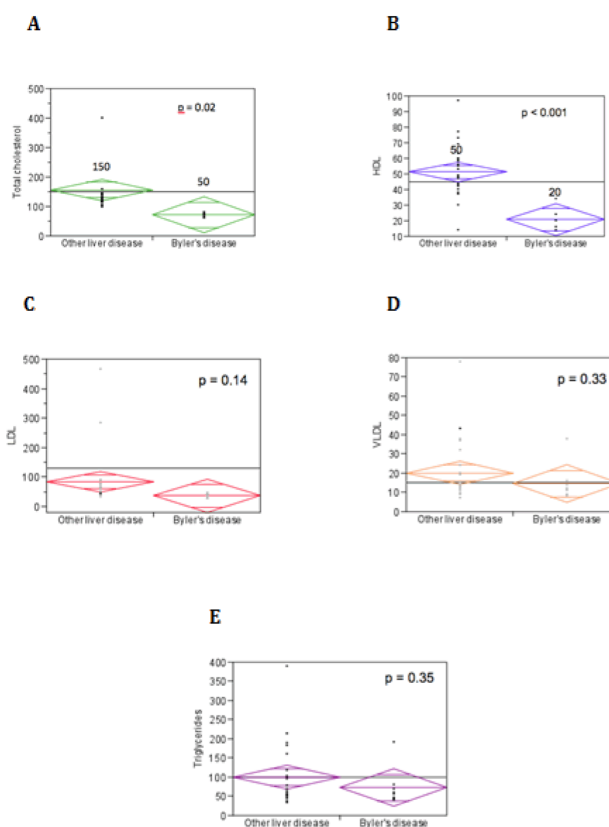 A
500
400
300
200
100
0
Total cholesterol
p = 0.02
150
50
Other liver disease
Byler's disease
B
100
90
80
70
60
50
40
30
20
10
HDL
p < 0.001
50
20
Other liver disease
Byler's disease
C
500
400
300
200
100
0
LDL
p = 0.14
Other liver disease
Byler's disease
D
80
70
60
50
40
30
20
10
0
VLDL
p = 0.33
Other liver disease
Byler's disease
E
400
350
300
250
200
150
100
50
0
Triglycerides
p = 0.35
Other liver disease
Byler's disease